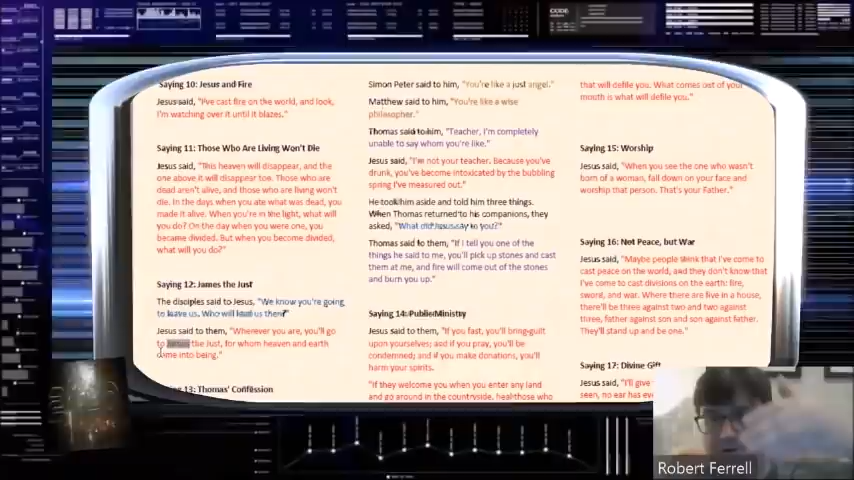 CODE
Saying 10: Jesus and Fire
Jesus said, "I've cast fire on the world, and look,
I'm watching over it until it blazes."
Saying 11: Those Who Are Living Won't Die
Jesus said, "This heaven will disappear, and the
one above it will disappear too. Those who are
dead aren't alive, and those who are living won't
die. In the days when you ate what was dead, you
made it alive. When you're in the light, what will
you do? On the day when you were one, you
became divided. But when you become divided,
what will you do?"
Saying 12: James the Just
The disciples said to Jesus, "We know you're going
to leave us. Who will lead us then?"
Jesus said to them, "Wherever you are, you'll go
to James the Just, for whom heaven and earth
came into being."
13: Thomas' Confession
Simon Peter said to him, "You're like a just angel."
Matthew said to him, "You're like a wise
philosopher."
Thomas said to him, "Teacher, I'm completely
unable to say whom you're like."
Jesus said, "I'm not your teacher. Because you've
drunk, you've become intoxicated by the bubbling
spring I've measured out."
He took him aside and told him three things.
When Thomas returned to his companions, they
asked, "What did Jesus say to you?"
Thomas said to them, "If I tell you one of the
things he said to me, you'll pick up stones and cast
them at me, and fire will come out of the stones
and burn you up."
Saying 14: Public Ministry
Jesus said to them, "If you fast, you'll bring guilt
upon yourselves; and if you pray, you'll be
condemned; and if you make donations, you'll
harm your spirits.
"If they welcome you when you enter any land
and go around in the countryside, heal those who
that will defile you. What comes out of your
mouth is what will defile you."
Saying 15: Worship
Jesus said, "When you see the one who wasn't
born of a woman, fall down on your face and
worship that person. That's your Father."
Saying 16: Not Peace, but War
Jesus said, "Maybe people think that I've come to
cast peace on the world, and they don't know that
I've come to cast divisions on the earth: fire,
sword, and war. Where there are five in a house,
there'll be three against two and two against
three, father against son and son against father.
They'll stand up and be one."
Saying 17: Divine Gift
Jesus said, "I'll give
seen, no ear has
Robert Ferrell